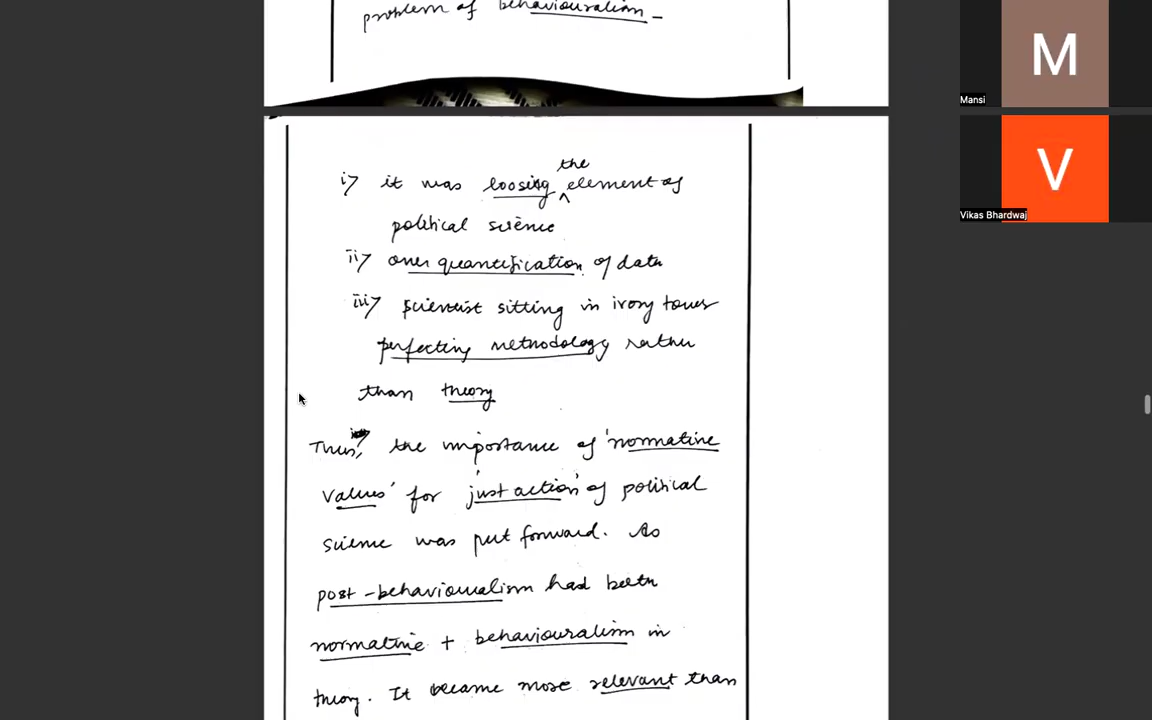 problem of behaviouralism -
i> it was loosing ^ the element of
political science
ii> over quantification of data
iii> scientist sitting in ivory tower
perfecting methodology rather
than theory
Thus, the importance of 'normative
values' for 'just action' of political
science was put forward. As
post-behaviouralism had been
normative + behaviouralism in
theory. It became more relevant than
M
Mansi
V
Vikas Bhardwaj